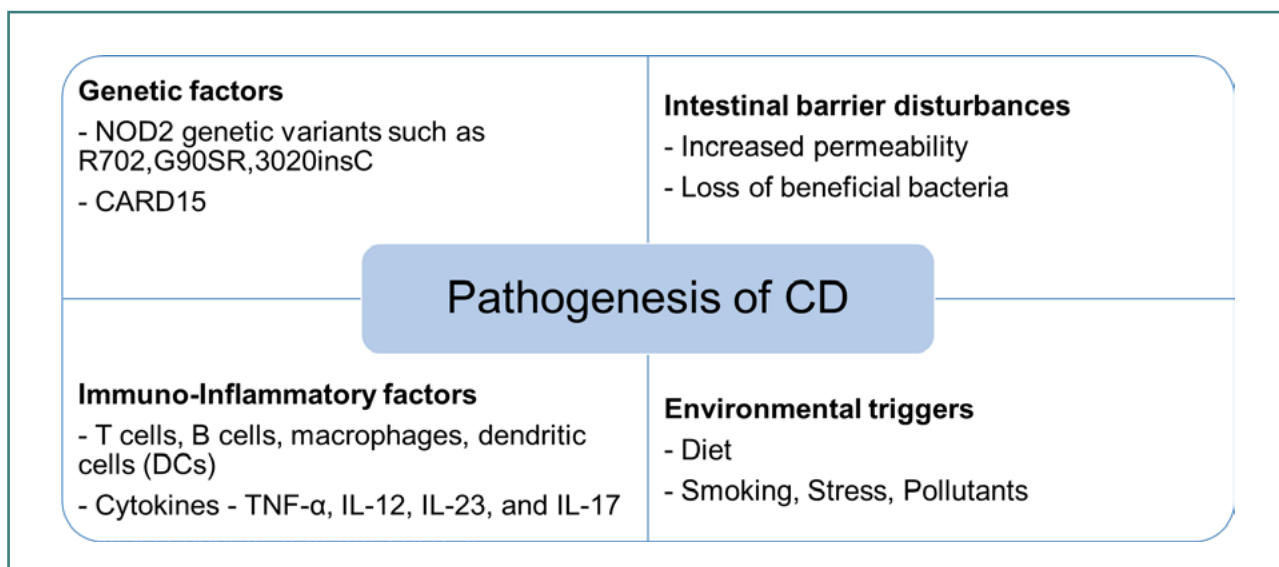 Genetic factors
- NOD2 genetic variants such as
R702,G90SR,3020insC
- CARD15
Intestinal barrier disturbances
- Increased permeability
- Loss of beneficial bacteria
Pathogenesis of CD
Immuno-Inflammatory factors
- T cells, B cells, macrophages, dendritic
cells (DCs)
- Cytokines - TNF-α, IL-12, IL-23, and IL-17
Environmental triggers
- Diet
- Smoking, Stress, Pollutants